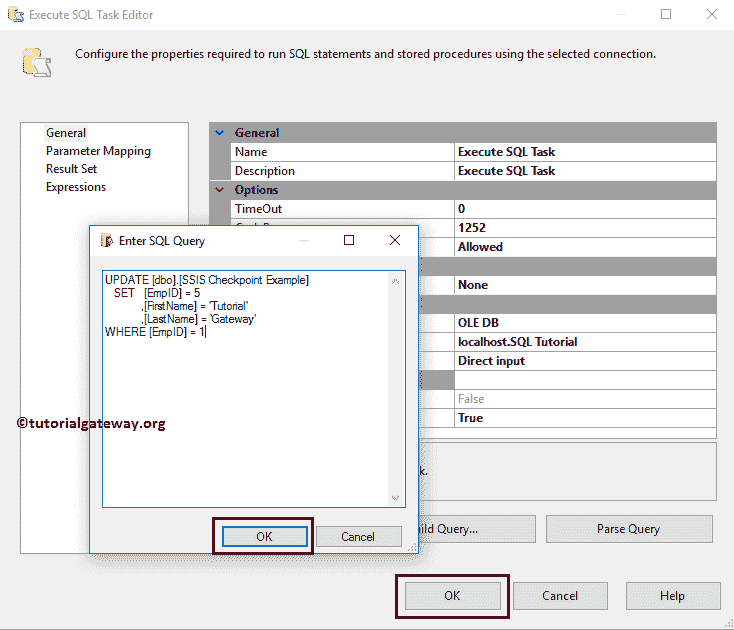 Execute SQL Task Editor
Configure the properties required to run SQL statements and stored procedures using the selected connection.
General
Parameter Mapping
Result Set
Expressions
General
Name Execute SQL Task
Description Execute SQL Task
Options
TimeOut 0
1252
Allowed
None
OLE DB
localhost.SQL Tutorial
Direct input
False
True
Enter SQL Query
UPDATE [dbo].[SSIS Checkpoint Example]
SET [EmpID] = 5
,[FirstName] = 'Tutorial'
,[LastName] = 'Gateway'
WHERE [EmpID] = 1
©tutorialgateway.org
OK Cancel
Query... Parse Query
OK Cancel Help